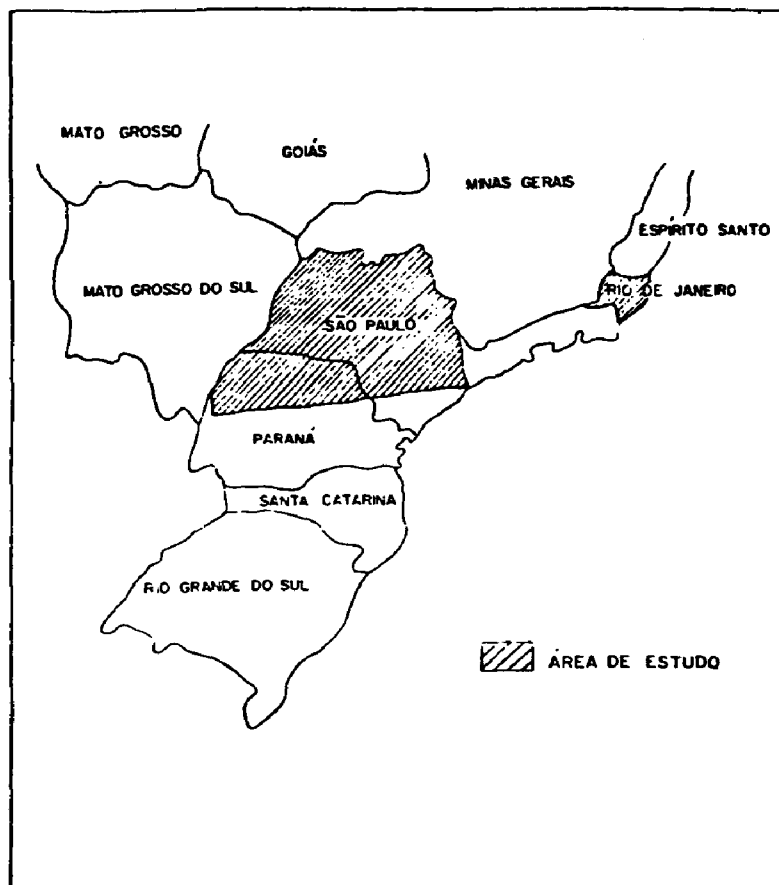 MATO GROSSO
GOIÁS
MINAS GERAIS
ESPÍRITO SANTO
MATO GROSSO DO SUL
RIO DE JANEIRO
SÃO PAULO
PARANÁ
SANTA CATARINA
RIO GRANDE DO SUL
ÁREA DE ESTUDO